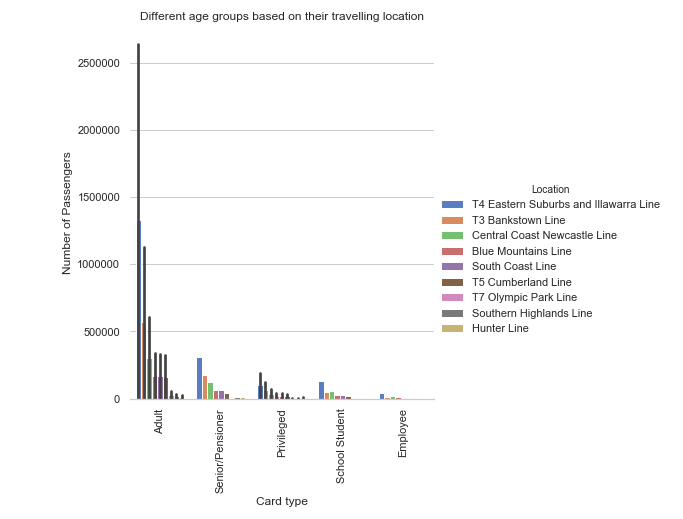 Different age groups based on their travelling location
2500000
2000000
1500000
1000000
500000
0
Number of Passengers
Adult
Senior/Pensioner
Privileged
School Student
Employee
Card type
Location
T4 Eastern Suburbs and Illawarra Line
T3 Bankstown Line
Central Coast Newcastle Line
Blue Mountains Line
South Coast Line
T5 Cumberland Line
T7 Olympic Park Line
Southern Highlands Line
Hunter Line